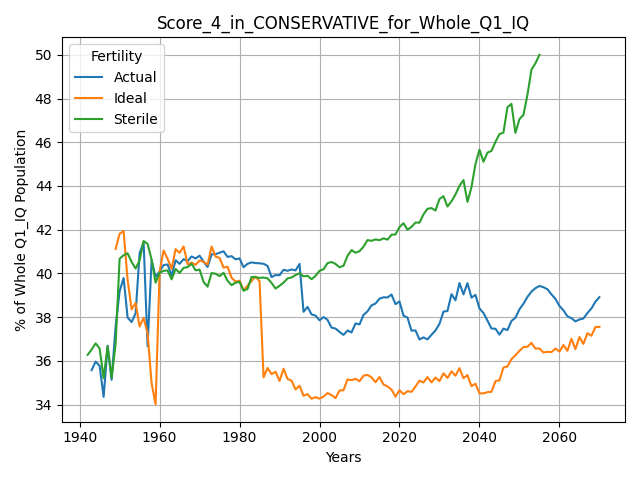 Score_4_in_CONSERVATIVE_for_Whole_Q1_IQ
Fertility
Actual
Ideal
Sterile
% of Whole Q1_IQ Population
50
48
46
44
42
40
38
36
34
1940
1960
1980
2000
2020
2040
2060
Years